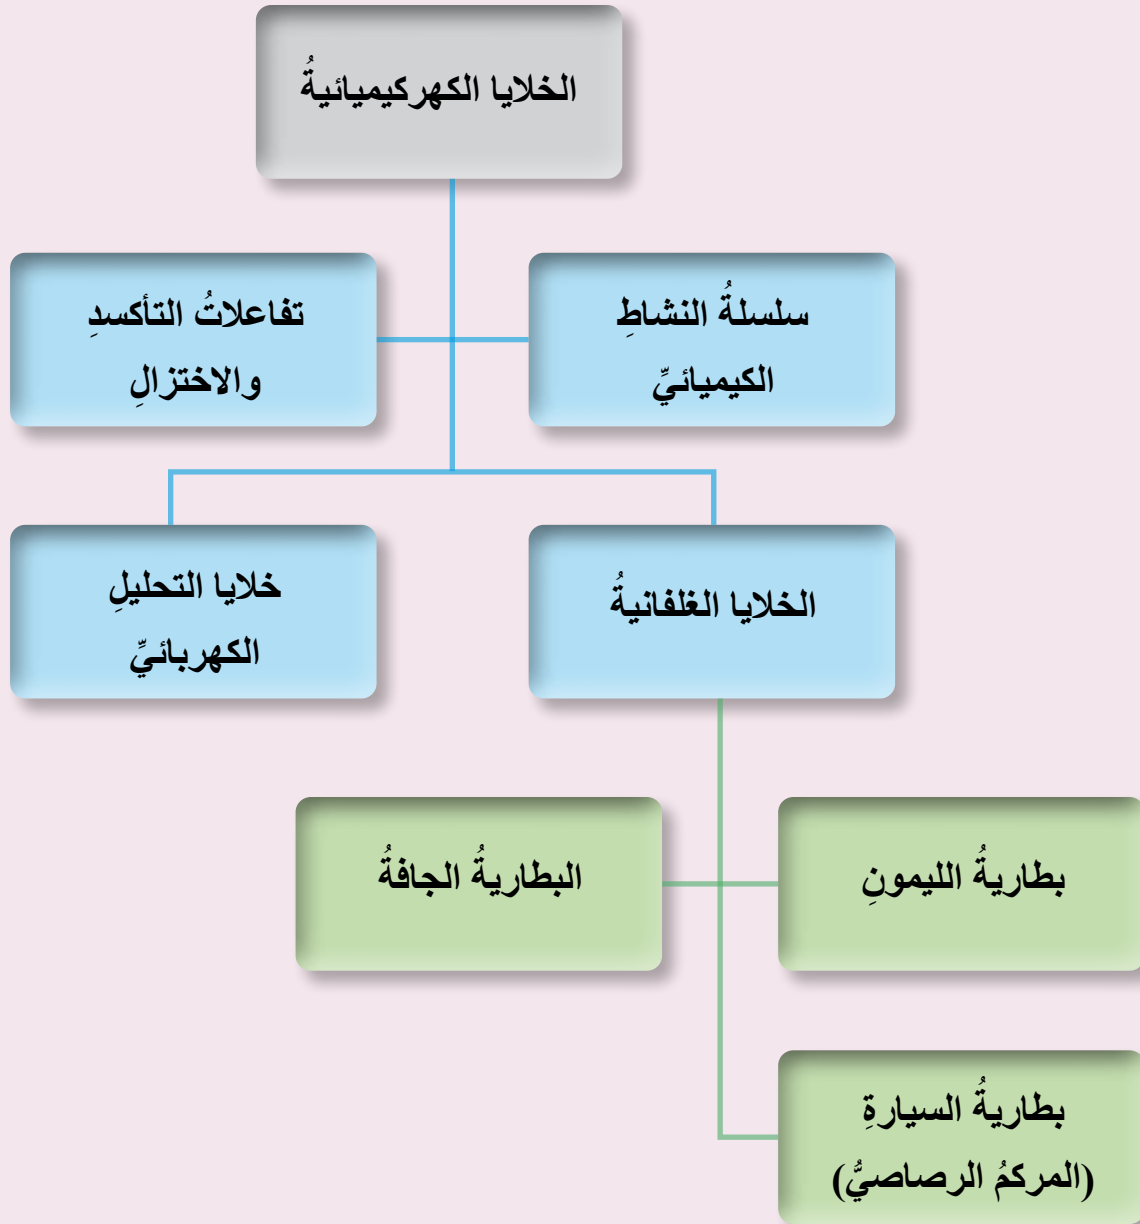 الخلايا الكهركيميائيةُ
سلسلةُ النشاطِ
الكيميائيِّ
تفاعلاتُ التأكسدِ
والاختزالِ
الخلايا الغلفانيةُ
خلايا التحليلِ
الكهربائيِّ
بطاريةُ الليمونِ
البطاريةُ الجافةُ
بطاريةُ السيارةِ
(المركمُ الرصاصيُّ)